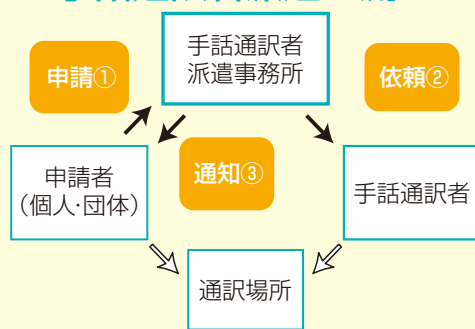 手話通訳者
派遣事務所
申請①
依頼②
通知③
申請者
（個人・団体）
手話通訳者
通訳場所